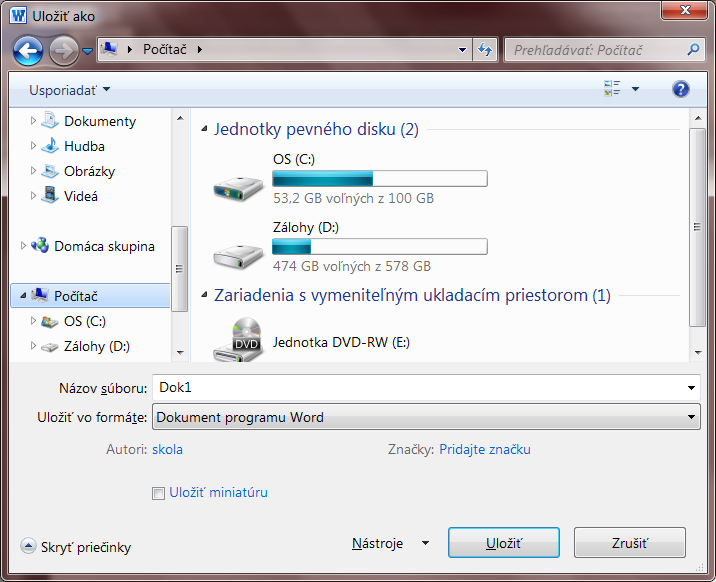 Uložiť ako
Počítač
Prehľadávať: Počítač
Usporiadať
Dokumenty
Hudba
Obrázky
Videá
Domáca skupina
Počítač
OS (C:)
Zálohy (D:)
Jednotky pevného disku (2)
OS (C:)
53,2 GB voľných z 100 GB
Zálohy (D:)
474 GB voľných z 578 GB
Zariadenia s vymeniteľným ukladacím priestorom (1)
DVD
Jednotka DVD-RW (E:)
Názov súboru: Dok1
Uložiť vo formáte: Dokument programu Word
Autori: skola
Značky: Pridajte značku
Uložiť miniatúru
Skryť priečinky
Nástroje
Uložiť
Zrušiť